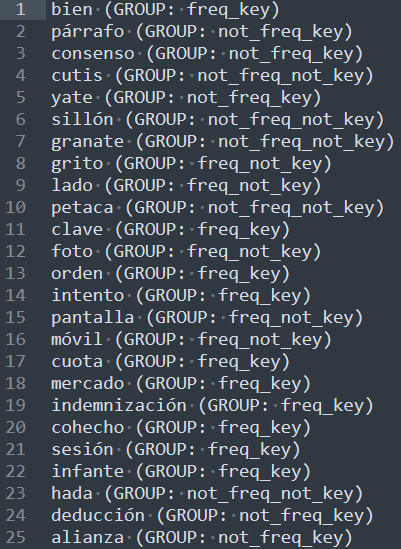 1 bien (GROUP: freq_key)
2 párrafo (GROUP: not_freq_key)
3 consenso (GROUP: not_freq_key)
4 cutis (GROUP: not_freq_not_key)
5 yate (GROUP: not_freq_key)
6 sillón (GROUP: not_freq_not_key)
7 granate (GROUP: not_freq_not_key)
8 grito (GROUP: freq_not_key)
9 lado (GROUP: freq_not_key)
10 petaca (GROUP: not_freq_not_key)
11 clave (GROUP: freq_key)
12 foto (GROUP: freq_not_key)
13 orden (GROUP: freq_key)
14 intento (GROUP: freq_key)
15 pantalla (GROUP: freq_not_key)
16 móvil (GROUP: freq_not_key)
17 cuota (GROUP: freq_key)
18 mercado (GROUP: freq_key)
19 indemnización (GROUP: freq_key)
20 cohecho (GROUP: freq_key)
21 sesión (GROUP: freq_key)
22 infante (GROUP: freq_key)
23 hada (GROUP: not_freq_not_key)
24 deducción (GROUP: not_freq_key)
25 alianza (GROUP: not_freq_key)